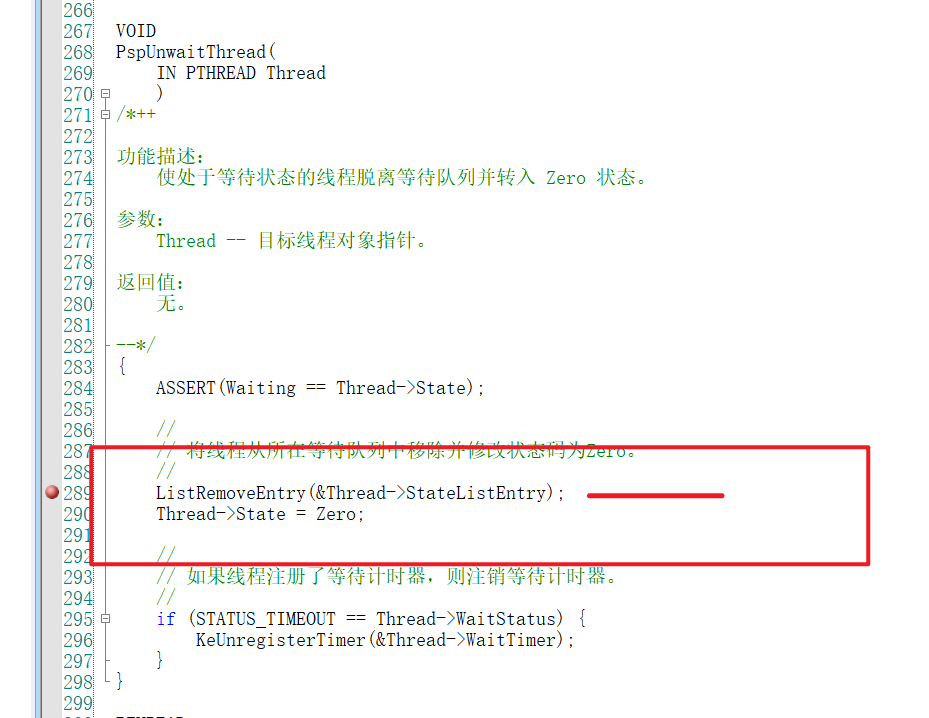 266
267 VOID
268 PspUnwaitThread(
269 IN PTHREAD Thread
270 )
271 /*++
272
273 功能描述：
274 使处于等待状态的线程脱离等待队列并转入 Zero 状态。
275
276 参数：
277 Thread -- 目标线程对象指针。
278
279 返回值：
280 无。
281
282 --*/
283 {
284 ASSERT(Waiting == Thread->State);
285
286 //
287 // 将线程从所在等待队列中移除并修改状态码为Zero。
288 //
289 ListRemoveEntry(&Thread->StateListEntry);
290 Thread->State = Zero;
291
292 //
293 // 如果线程注册了等待计时器，则注销等待计时器。
294 //
295 if (STATUS_TIMEOUT == Thread->WaitStatus) {
296 KeUnregisterTimer(&Thread->WaitTimer);
297 }
298 }
299